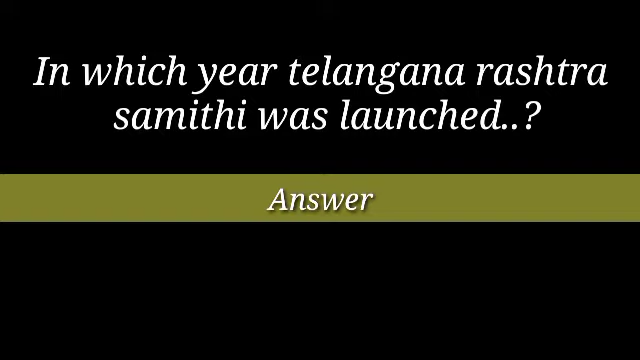 In which year telangana rashtra
samithi was launched..?
Answer